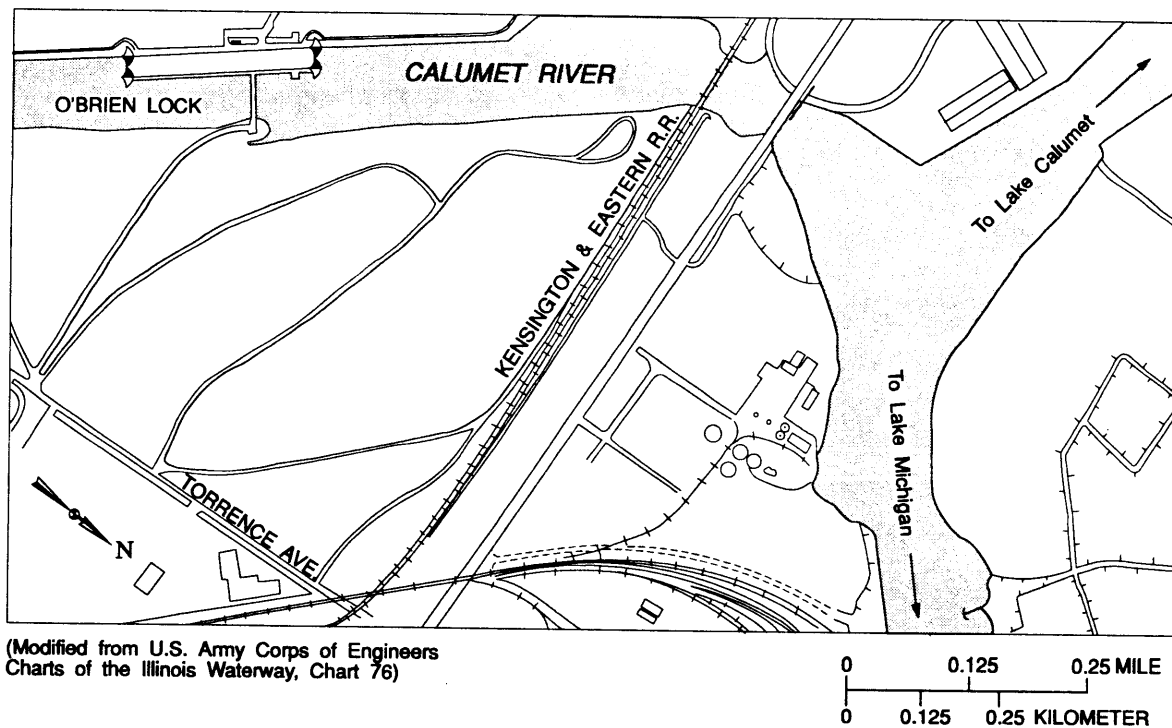 CALUMET RIVER
O'BRIEN LOCK
KENSINGTON & EASTERN R.R.
To Lake Calumet
To Lake Michigan
TORRENCE AVE.
N
(Modified from U.S. Army Corps of Engineers
Charts of the Illinois Waterway, Chart 76)
0 0.125 0.25 MILE
0 0.125 0.25 KILOMETER